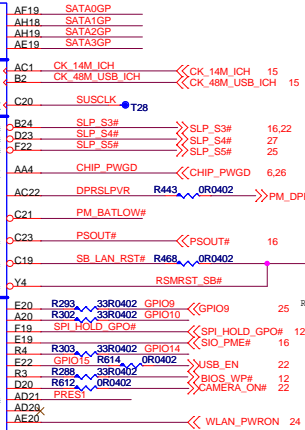 AF19 SATA0GP
AH18 SATA1GP
AH19 SATA2GP
AE19 SATA3GP
AC1 CK_14M_ICH CK_14M_ICH 15
B2 CK_48M_USB_ICH CK_48M_USB_ICH 15
C20 SUSCLK T28
B24 SLP_S3# SLP_S3# 16,22
D23 SLP_S4# SLP_S4# 27
F22 SLP_S5# SLP_S5# 25
AA4 CHIP_PWGD CHIP_PWGD 6,26
AC22 DPRSLPVR R443 0R0402 PM_DP
C21 PM_BATLOW#
C23 PSOUT# PSOUT# 16
C19 SB_LAN_RST# R468 0R0402
Y4 RSMRST_SB#
E20 R293 33R0402 GPIO9 GPIO9 25 R
A20 R302 33R0402 GPIO10
F19 SPI_HOLD_GPO# SPI_HOLD_GPO# 12
E19 SIO_PME# 16
R4 R303 33R0402 GPIO14
E22 GPIO15 R614 0R0402 USB_EN 22
R3 R288 33R0402 BIOS_WP# 12
D20 R612 0R0402 CAMERA_ON# 22
AD21 PRES1
AD20
AE20 WLAN_PWRON 24